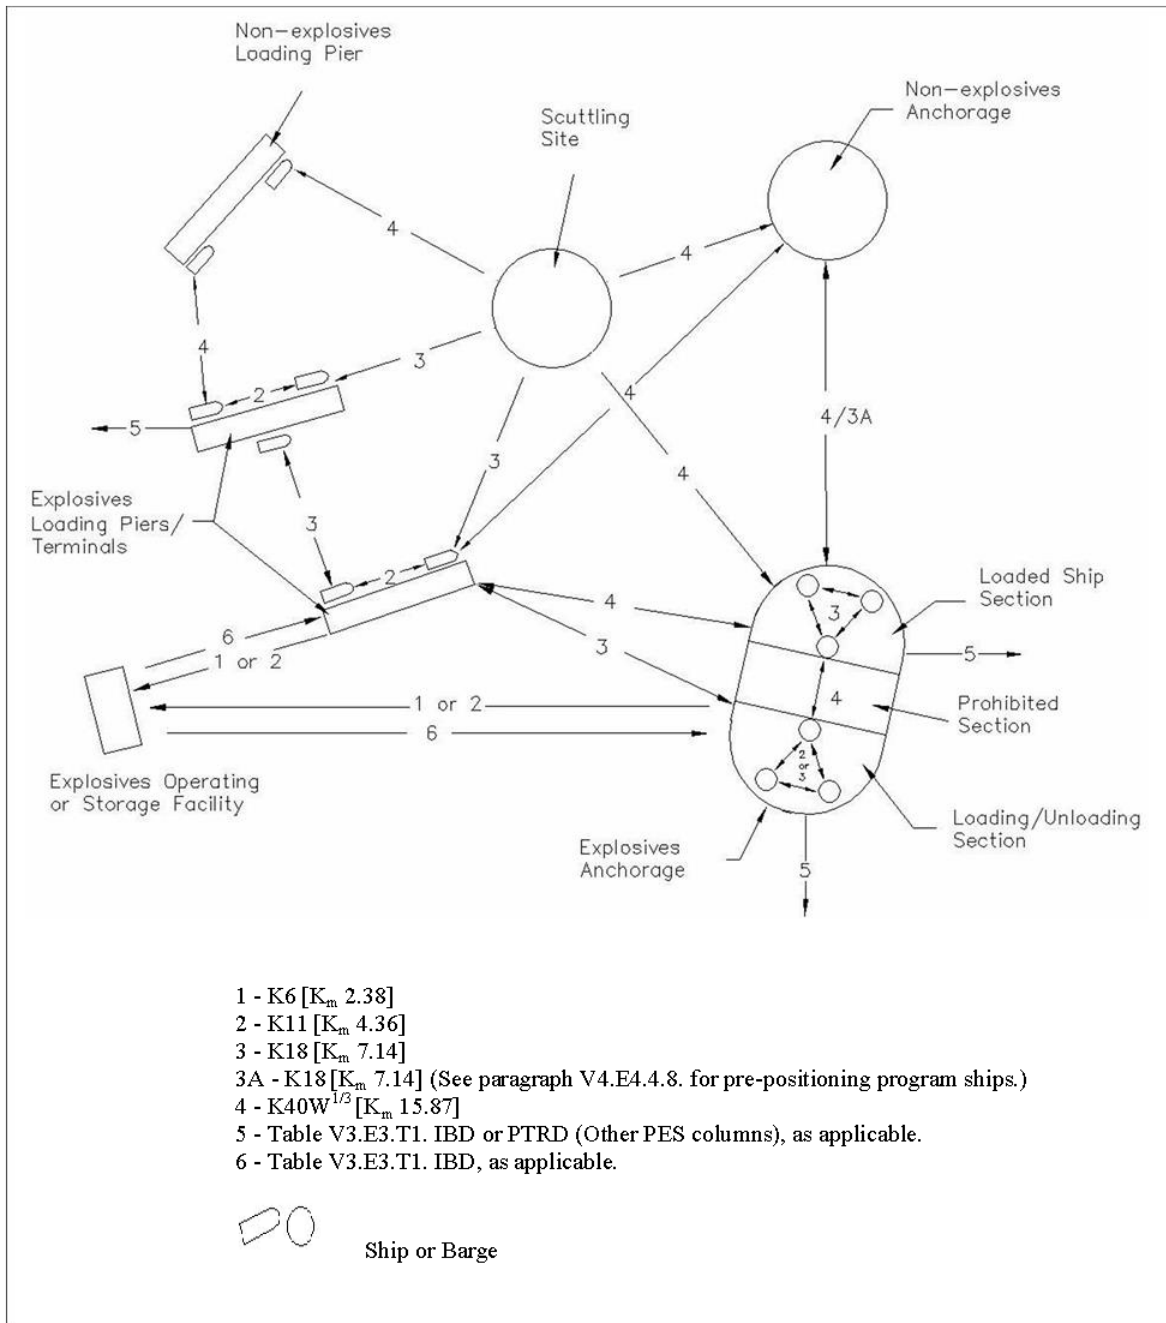 Non-explosives
Loading Pier
Non-explosives
Anchorage
Scuttling
Site
4
4
4
4
3
2
4
4/3A
5
3
4
Explosives
Loading Piers/
Terminals
3
2
Loaded Ship
Section
4
3
6
1 or 2
3
5
4
Prohibited
Section
1 or 2
6
2
or
3
Explosives Operating
or Storage Facility
Loading/Unloading
Section
Explosives
Anchorage
5
1 - K6 [Km 2.38]
2 - K11 [Km 4.36]
3 - K18 [Km 7.14]
3A - K18 [Km 7.14] (See paragraph V4.E4.4.8. for pre-positioning program ships.)
4 - K40W1/3 [Km 15.87]
5 - Table V3.E3.T1. IBD or PTRD (Other PES columns), as applicable.
6 - Table V3.E3.T1. IBD, as applicable.
Ship or Barge